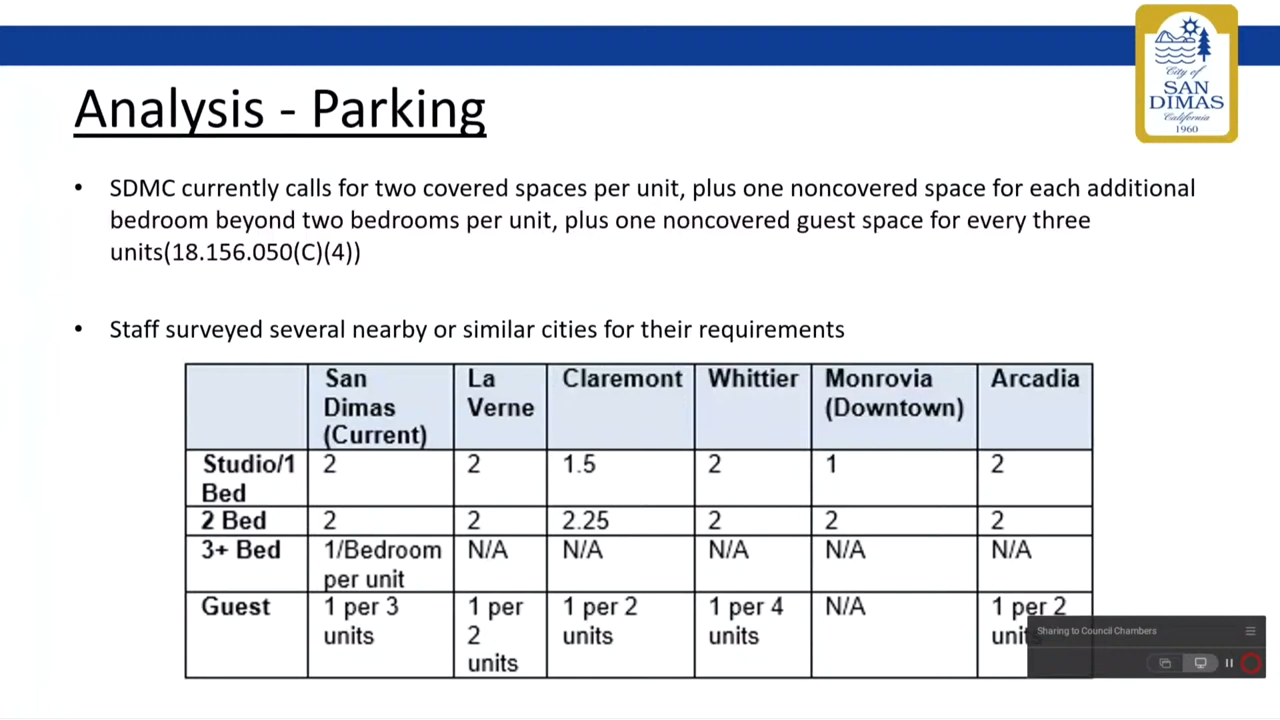 City of
SAN
DIMAS
California
1960
Analysis - Parking
• SDMC currently calls for two covered spaces per unit, plus one noncovered space for each additional
bedroom beyond two bedrooms per unit, plus one noncovered guest space for every three
units(18.156.050(C)(4))
• Staff surveyed several nearby or similar cities for their requirements
San Dimas (Current) La Verne Claremont Whittier Monrovia (Downtown) Arcadia
Studio/1 Bed 2 2 1.5 2 1 2
2 Bed 2 2 2.25 2 2 2
3+ Bed 1/Bedroom per unit N/A N/A N/A N/A N/A
Guest 1 per 3 units 1 per 2 units 1 per 2 units 1 per 4 units N/A 1 per 2
Sharing to Council Chambers